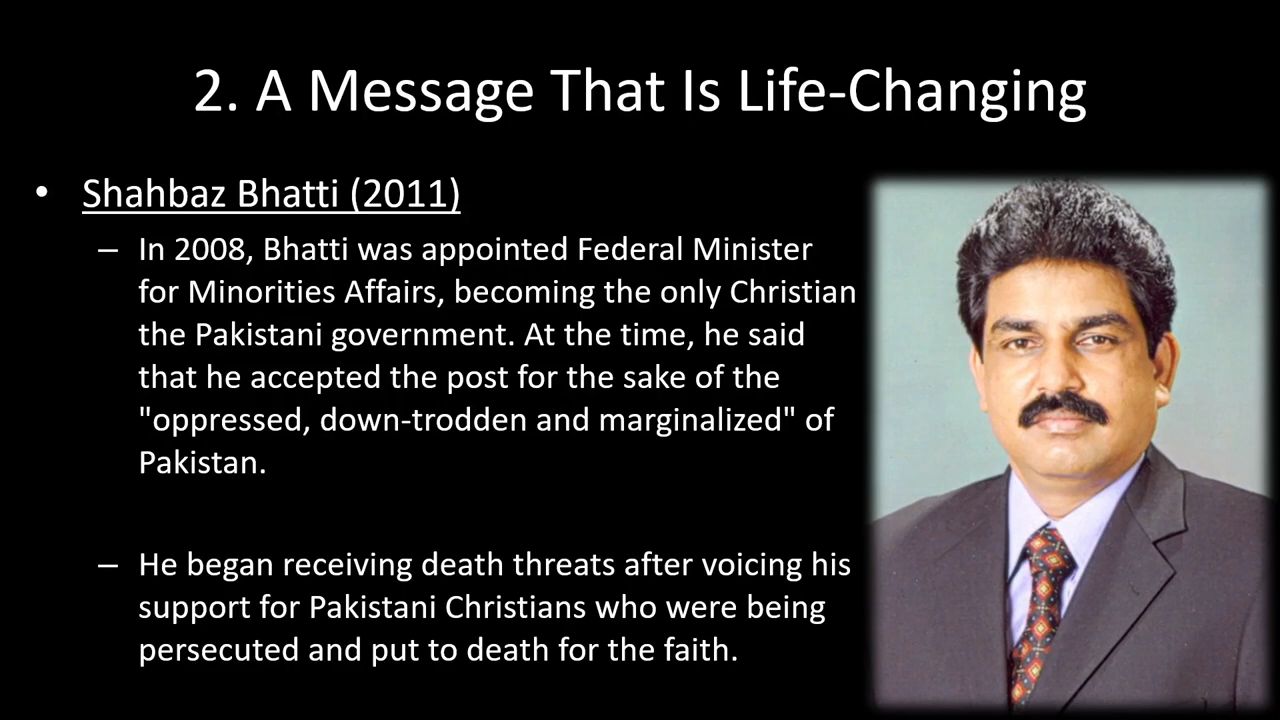 2. A Message That Is Life-Changing
• Shahbaz Bhatti (2011)
– In 2008, Bhatti was appointed Federal Minister
for Minorities Affairs, becoming the only Christian
the Pakistani government. At the time, he said
that he accepted the post for the sake of the
"oppressed, down-trodden and marginalized" of
Pakistan.
– He began receiving death threats after voicing his
support for Pakistani Christians who were being
persecuted and put to death for the faith.